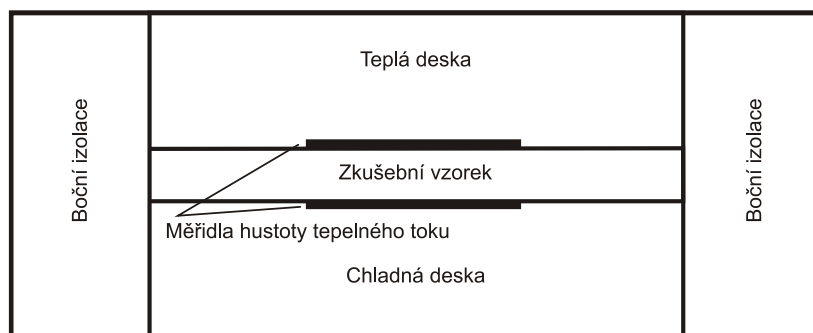 Teplá deska
Boční izolace
Zkušební vzorek
Boční izolace
Měřidla hustoty tepelného toku
Chladná deska